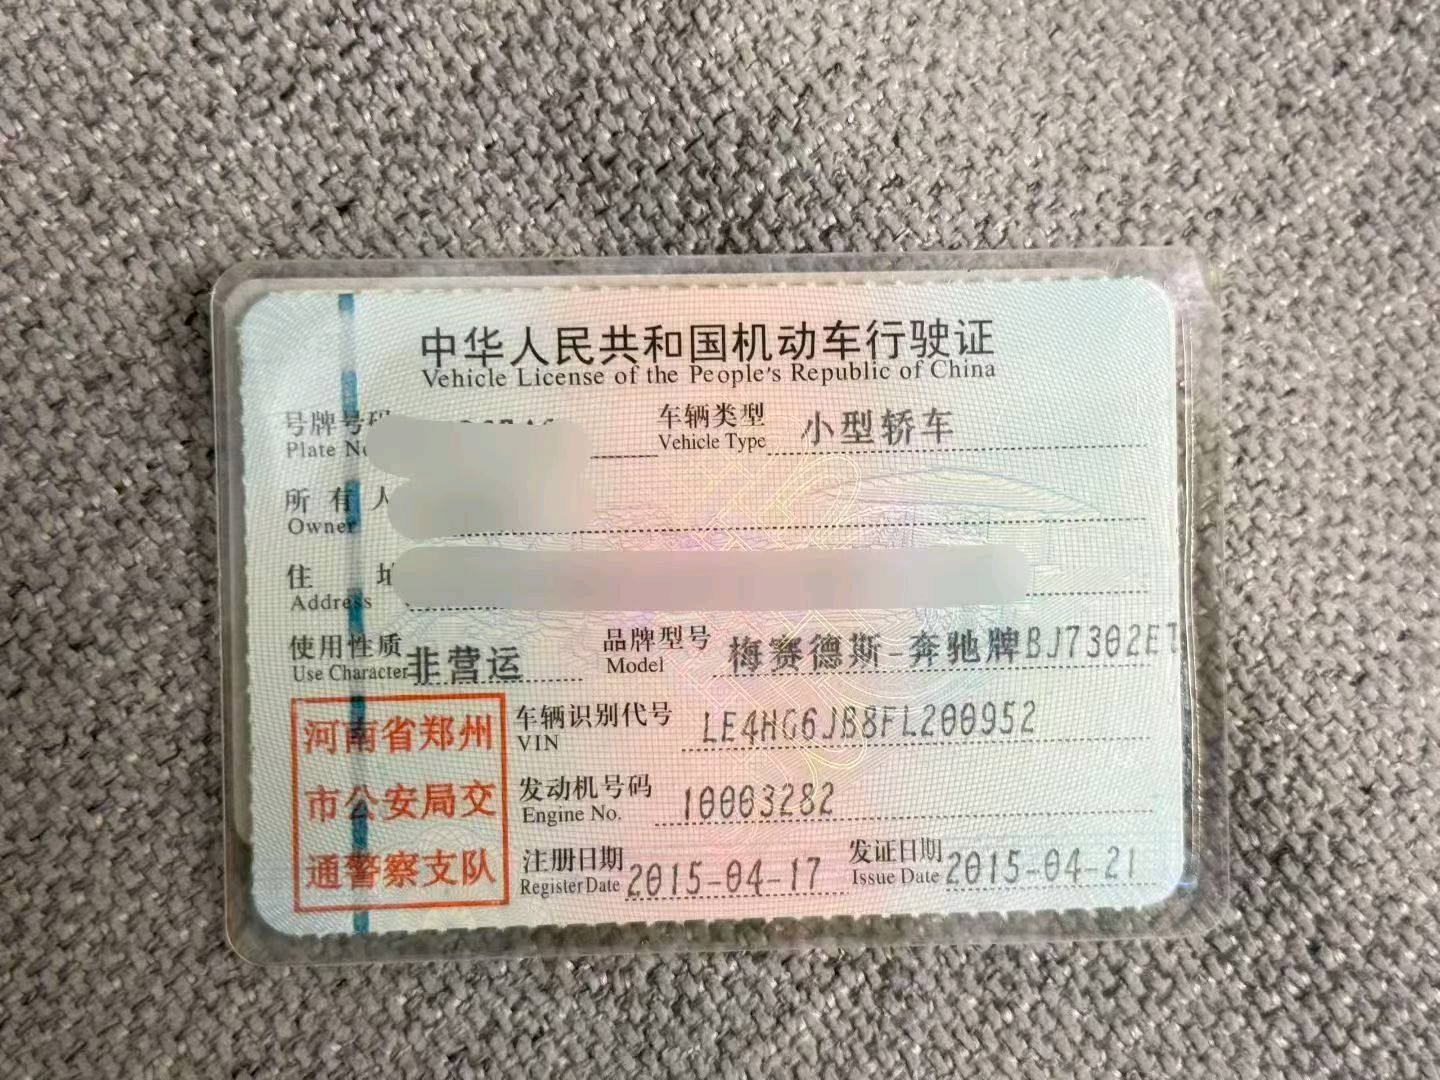 中华人民共和国机动车行驶证
Vehicle License of the People's Republic of China
号牌号码 车辆类型 小型轿车
Plate No Vehicle Type
所有人
Owner
住址
Address
使用性质 非营运 品牌型号 梅赛德斯-奔驰牌BJ7302ET
Use Character Model
河南省郑州
市公安局交
通警察支队
车辆识别代号 LE4HG6JB8FL200952
VIN
发动机号码 10003282
Engine No.
注册日期 2015-04-17 发证日期 2015-04-21
Register Date Issue Date